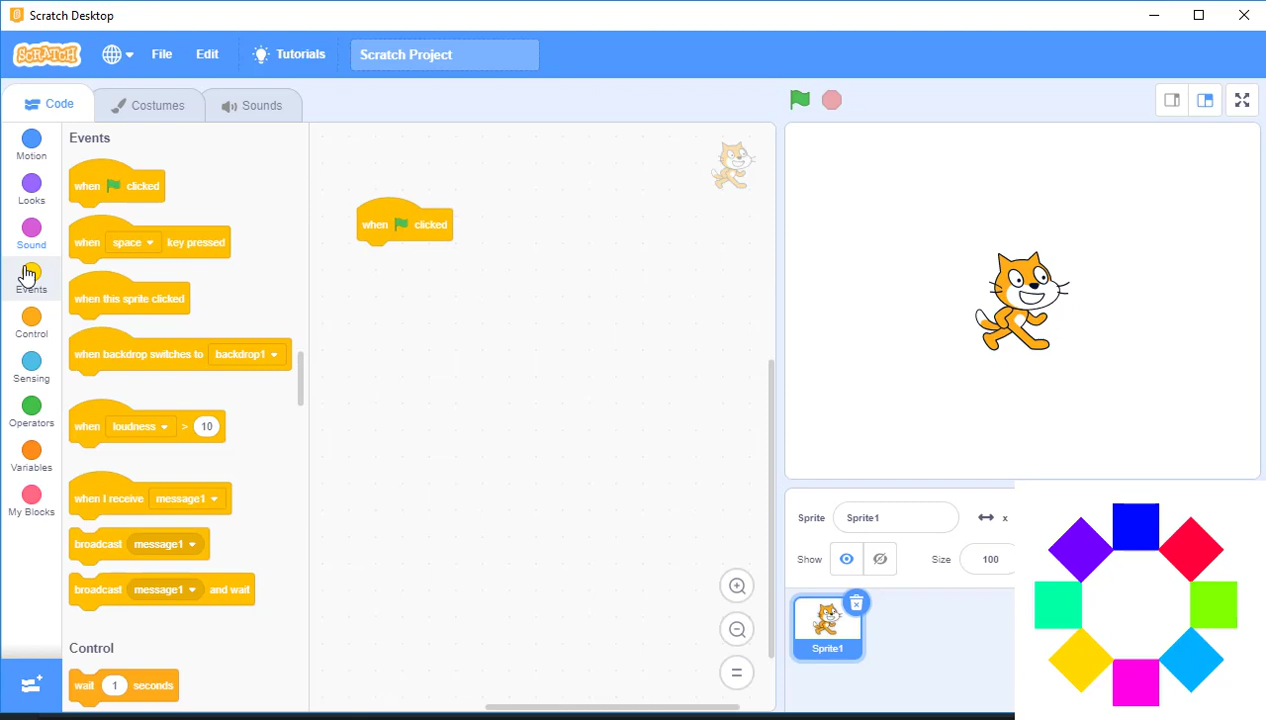 Scratch Desktop
SCRATCH File Edit Tutorials Scratch Project
Code Costumes Sounds
Motion
Looks
Sound
Events
Control
Sensing
Operators
Variables
My Blocks
Events
when clicked
when space key pressed
when this sprite clicked
when backdrop switches to backdrop1
when loudness > 10
when I receive message1
broadcast message1
broadcast message1 and wait
Control
wait 1 seconds
when clicked
Sprite Sprite1 x
Show Size 100
Sprite1